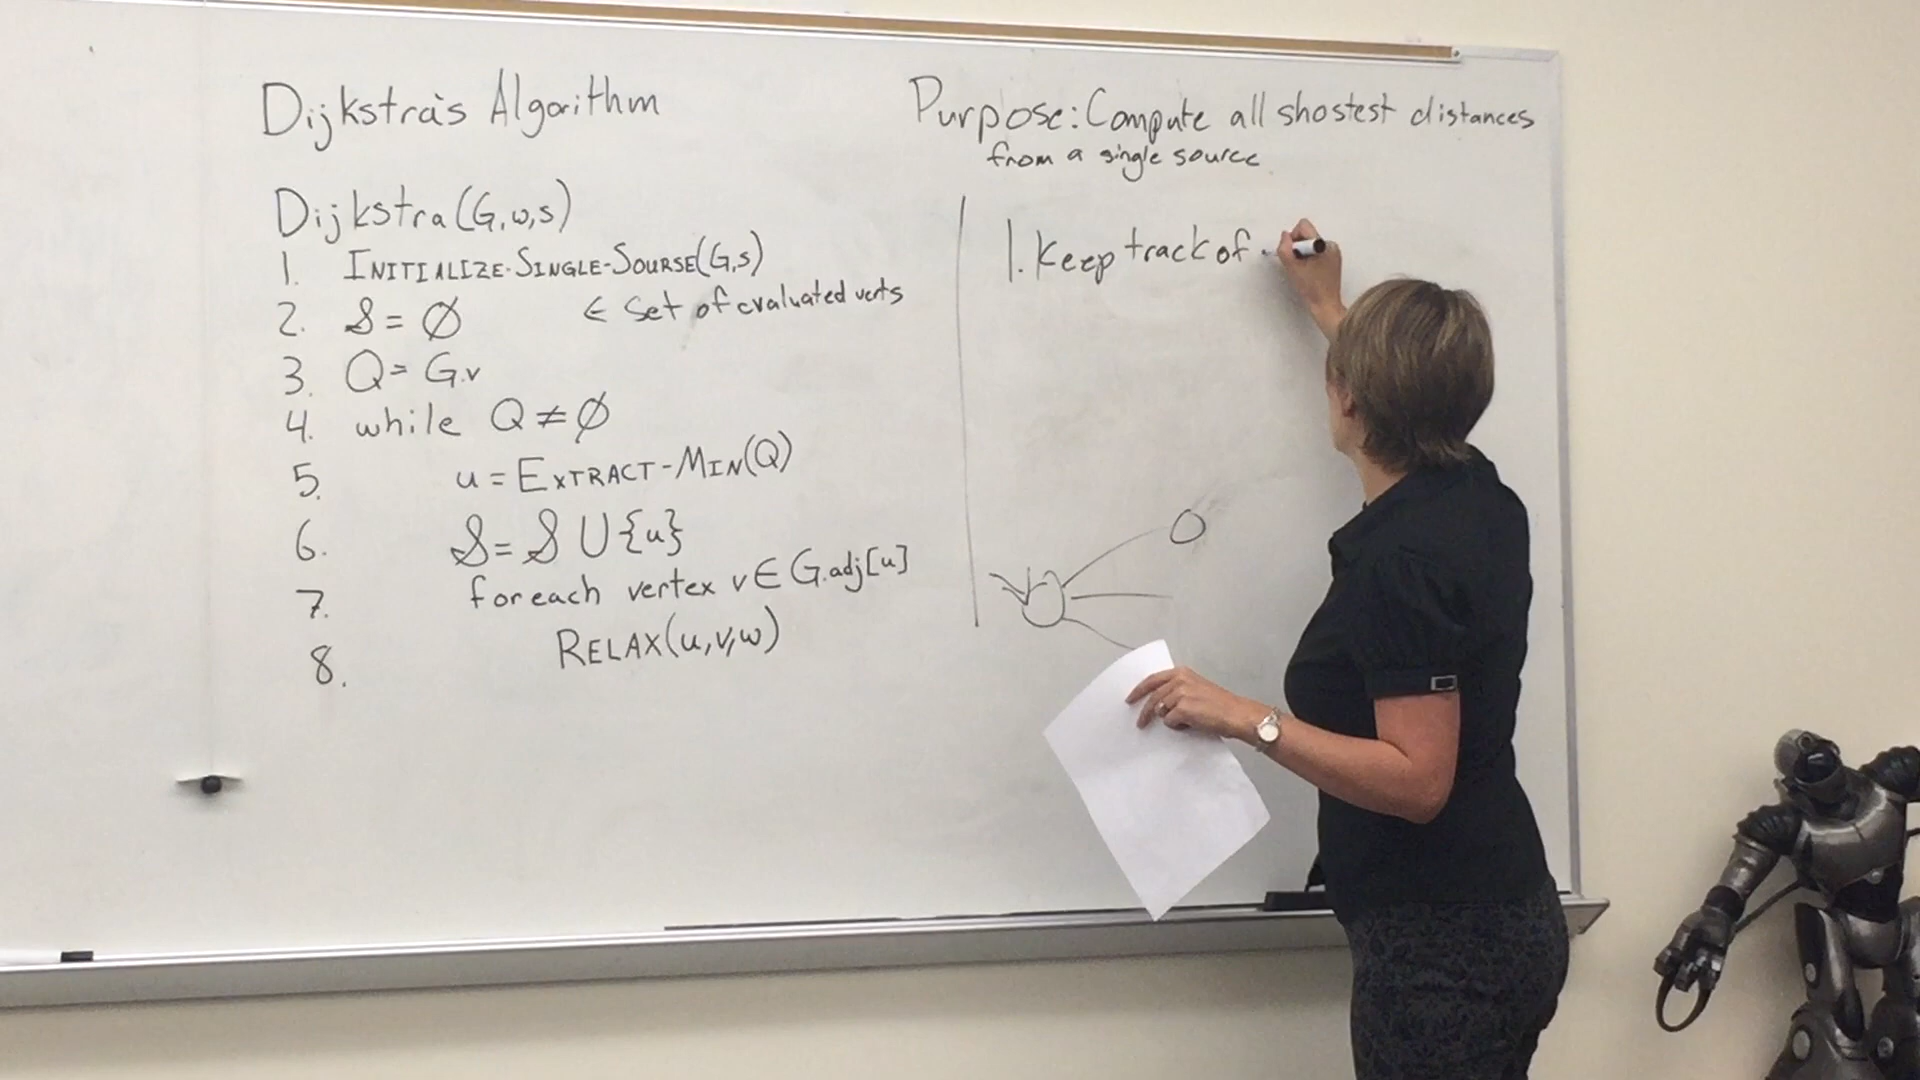 Dijkstra's Algorithm
Dijkstra(G,w,s)
1. INITIALIZE-SINGLE-SOURSE(G,s)
2. S = ∅ ← Set of evaluated verts
3. Q = G.v
4. while Q ≠ ∅
5. u = EXTRACT-MIN(Q)
6. S = S ∪ {u}
7. for each vertex v ∈ G.adj[u]
8. RELAX(u,v,w)
Purpose: Compute all shostest distances
from a single source
1. Keep track of